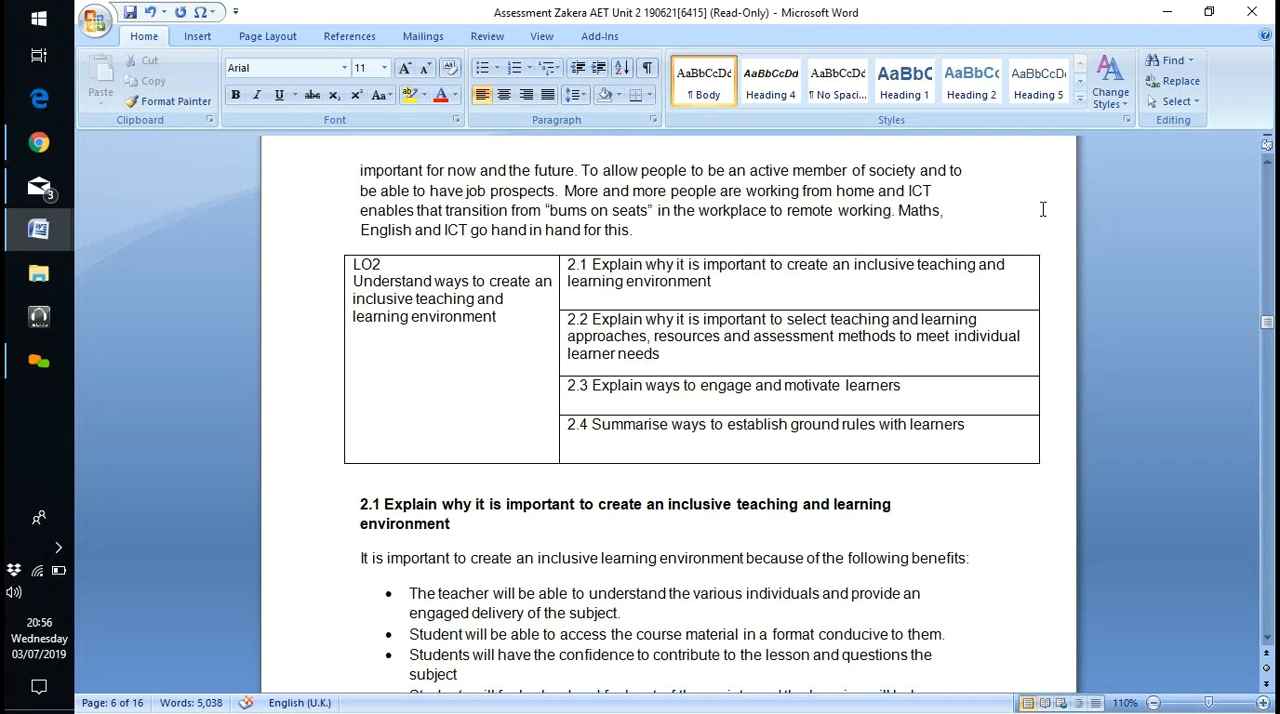 Assessment Zakera AET Unit 2 190621[6415] (Read-Only) - Microsoft Word
Home Insert Page Layout References Mailings Review View Add-Ins
Paste
Cut
Copy
Format Painter
Clipboard
Arial 11
B I U abc x₂ x² Aa
Font
Paragraph
AaBbCcDd AaBbCcDd AaBbCcDd AaBbC AaBbCc AaBbCcDd
¶ Body Heading 4 ¶ No Spaci... Heading 1 Heading 2 Heading 5
Change Styles
Styles
Find
Replace
Select
Editing
important for now and the future. To allow people to be an active member of society and to
be able to have job prospects. More and more people are working from home and ICT
enables that transition from “bums on seats” in the workplace to remote working. Maths,
English and ICT go hand in hand for this.
LO2
Understand ways to create an
inclusive teaching and
learning environment
2.1 Explain why it is important to create an inclusive teaching and
learning environment
2.2 Explain why it is important to select teaching and learning
approaches, resources and assessment methods to meet individual
learner needs
2.3 Explain ways to engage and motivate learners
2.4 Summarise ways to establish ground rules with learners
2.1 Explain why it is important to create an inclusive teaching and learning
environment
It is important to create an inclusive learning environment because of the following benefits:
• The teacher will be able to understand the various individuals and provide an
engaged delivery of the subject.
• Student will be able to access the course material in a format conducive to them.
• Students will have the confidence to contribute to the lesson and questions the
subject
3
20:56
Wednesday
03/07/2019
Page: 6 of 16 Words: 5,038 English (U.K.) 110%